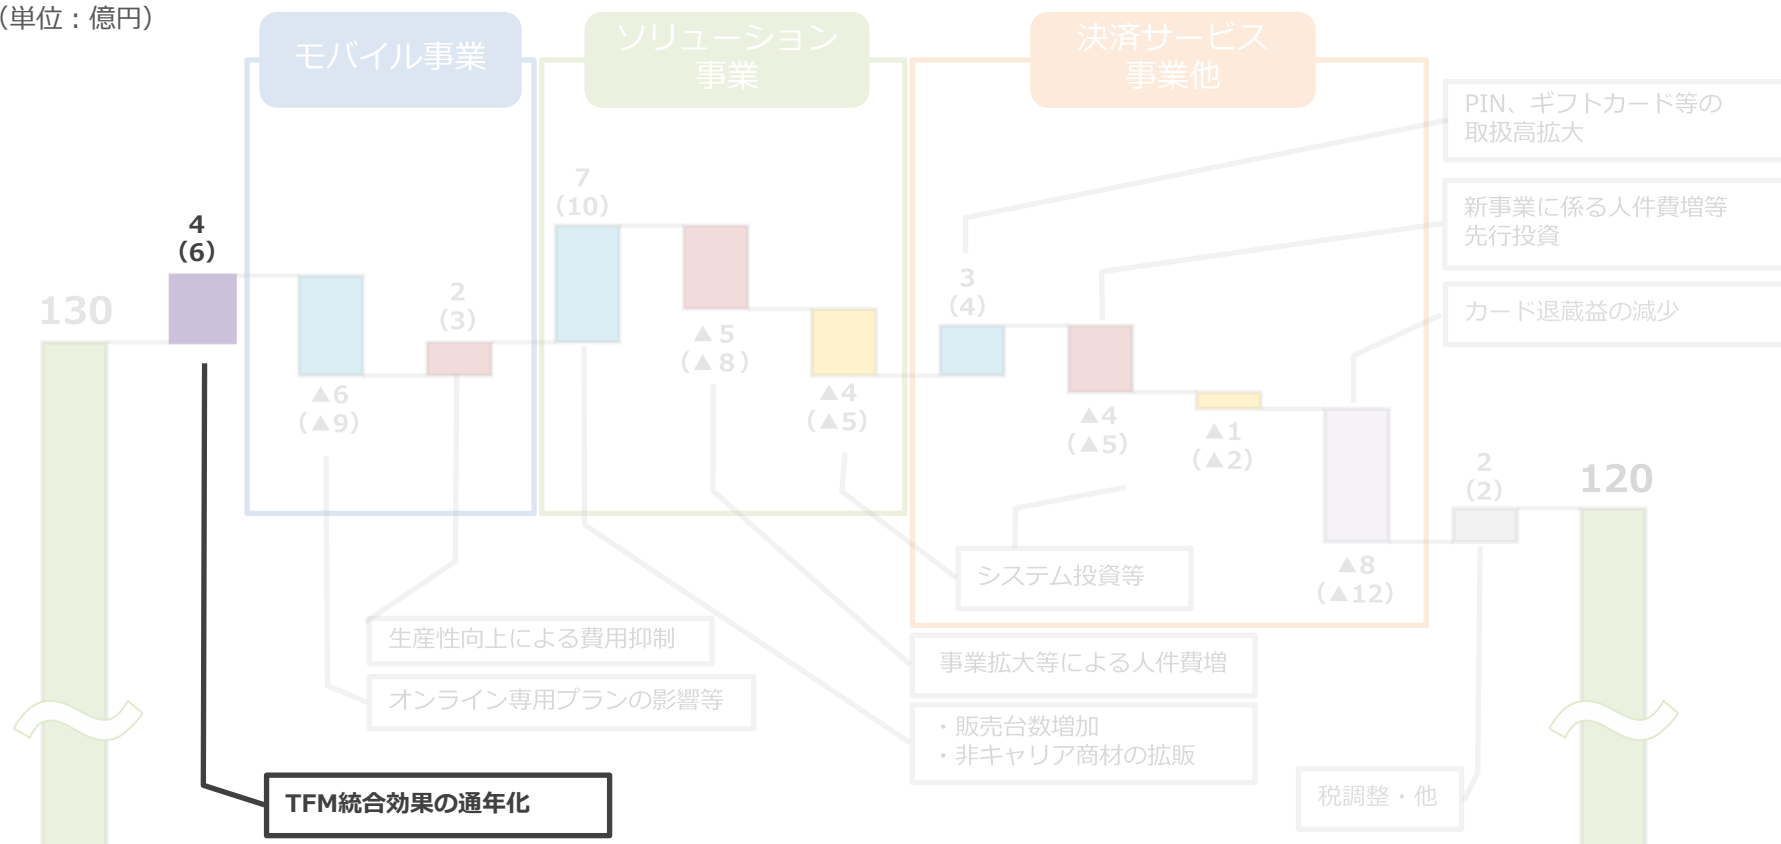 （単位：億円）
モバイル事業
ソリューション
事業
決済サービス
事業他
PIN、ギフトカード等の
取扱高拡大
新事業に係る人件費増等
先行投資
カード退蔵益の減少
130
4
（6）
▲6
（▲9）
2
（3）
7
（10）
▲5
（▲8）
▲4
（▲5）
3
（4）
▲4
（▲5）
▲1
（▲2）
▲8
（▲12）
2
（2）
120
システム投資等
生産性向上による費用抑制
オンライン専用プランの影響等
事業拡大等による人件費増
・販売台数増加
・非キャリア商材の拡販
TFM統合効果の通年化
税調整・他